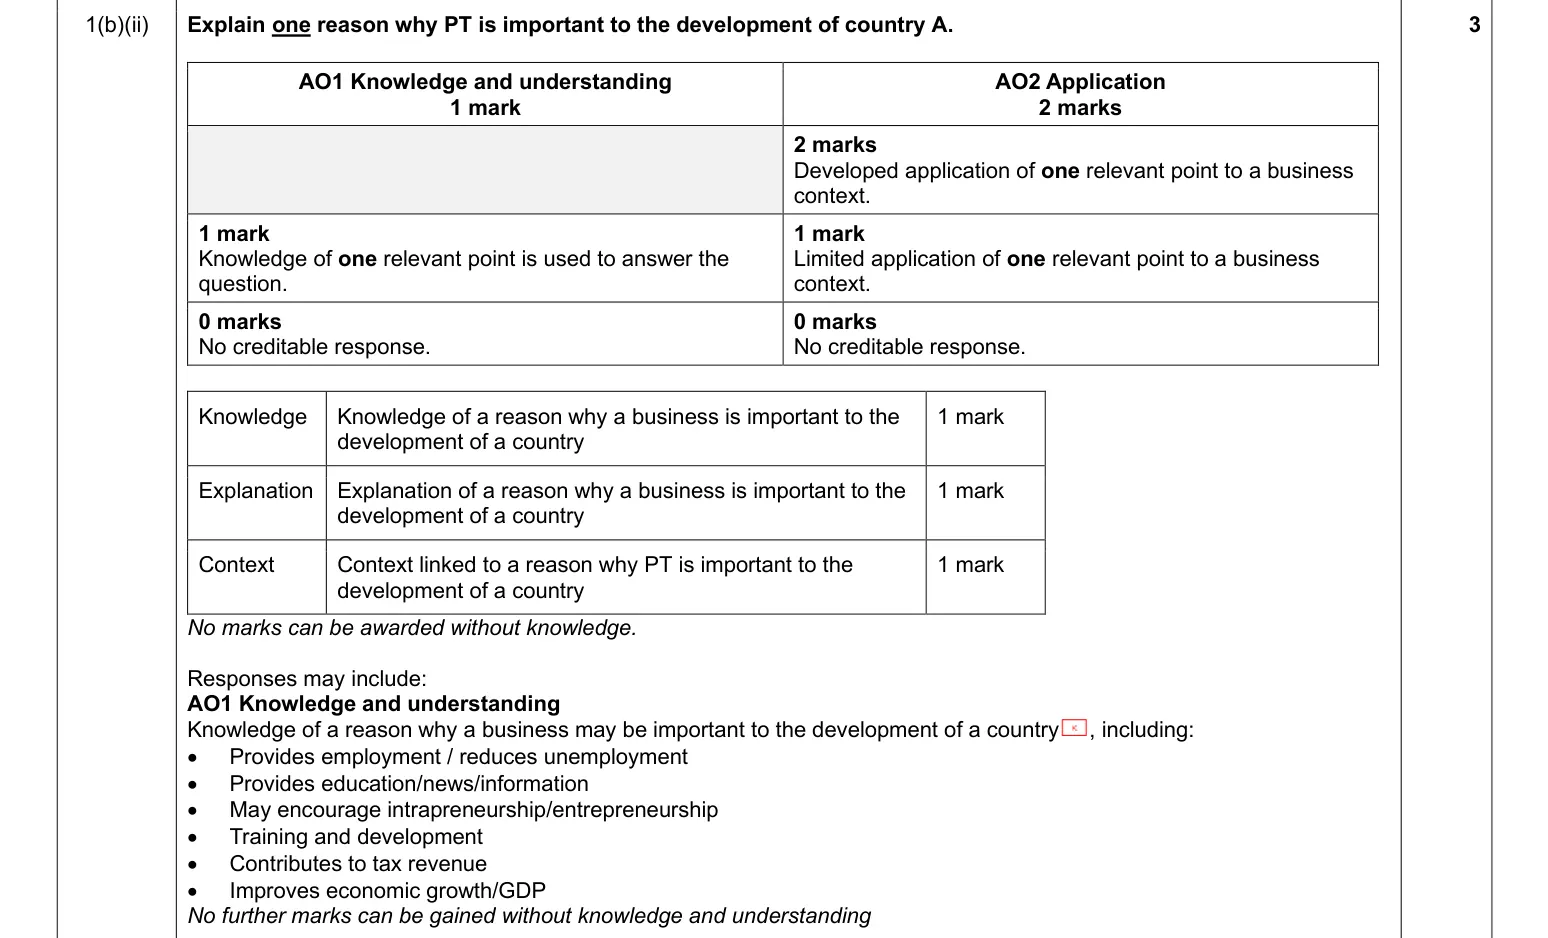 1(b)(ii) Explain one reason why PT is important to the development of country A. 3
AO1 Knowledge and understanding
1 mark
AO2 Application
2 marks
2 marks
Developed application of one relevant point to a business
context.
1 mark
Knowledge of one relevant point is used to answer the
question.
1 mark
Limited application of one relevant point to a business
context.
0 marks
No creditable response.
0 marks
No creditable response.
Knowledge
Knowledge of a reason why a business is important to the
development of a country
1 mark
Explanation
Explanation of a reason why a business is important to the
development of a country
1 mark
Context
Context linked to a reason why PT is important to the
development of a country
1 mark
No marks can be awarded without knowledge.
Responses may include:
AO1 Knowledge and understanding
Knowledge of a reason why a business may be important to the development of a country K, including:
• Provides employment / reduces unemployment
• Provides education/news/information
• May encourage intrapreneurship/entrepreneurship
• Training and development
• Contributes to tax revenue
• Improves economic growth/GDP
No further marks can be gained without knowledge and understanding